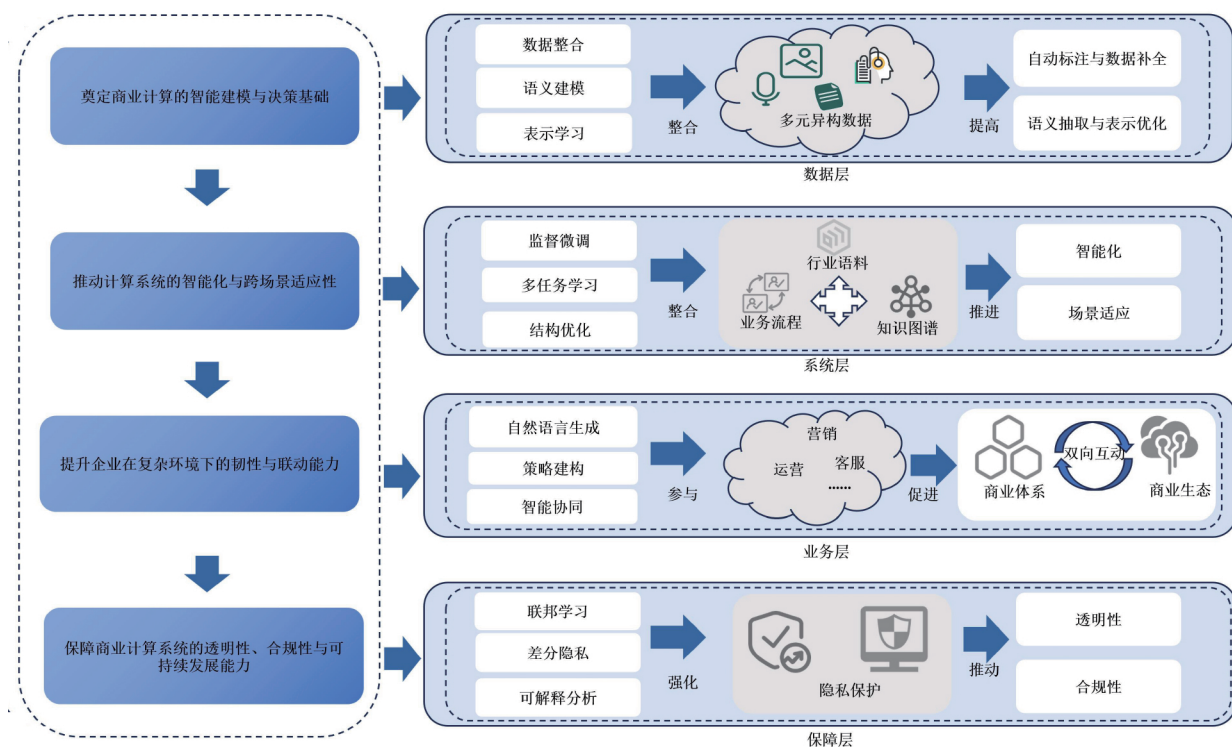 奠定商业计算的智能建模与决策基础
数据整合
语义建模
表示学习
整合
多元异构数据
提高
自动标注与数据补全
语义抽取与表示优化
数据层
推动计算系统的智能化与跨场景适应性
监督微调
多任务学习
结构优化
整合
行业语料
业务流程
知识图谱
推进
智能化
场景适应
系统层
提升企业在复杂环境下的韧性与联动能力
自然语言生成
策略建构
智能协同
参与
营销
运营
客服
......
促进
商业体系
双向互动
商业生态
业务层
保障商业计算系统的透明性、合规性与可
持续发展能力
联邦学习
差分隐私
可解释分析
强化
隐私保护
推动
透明性
合规性
保障层